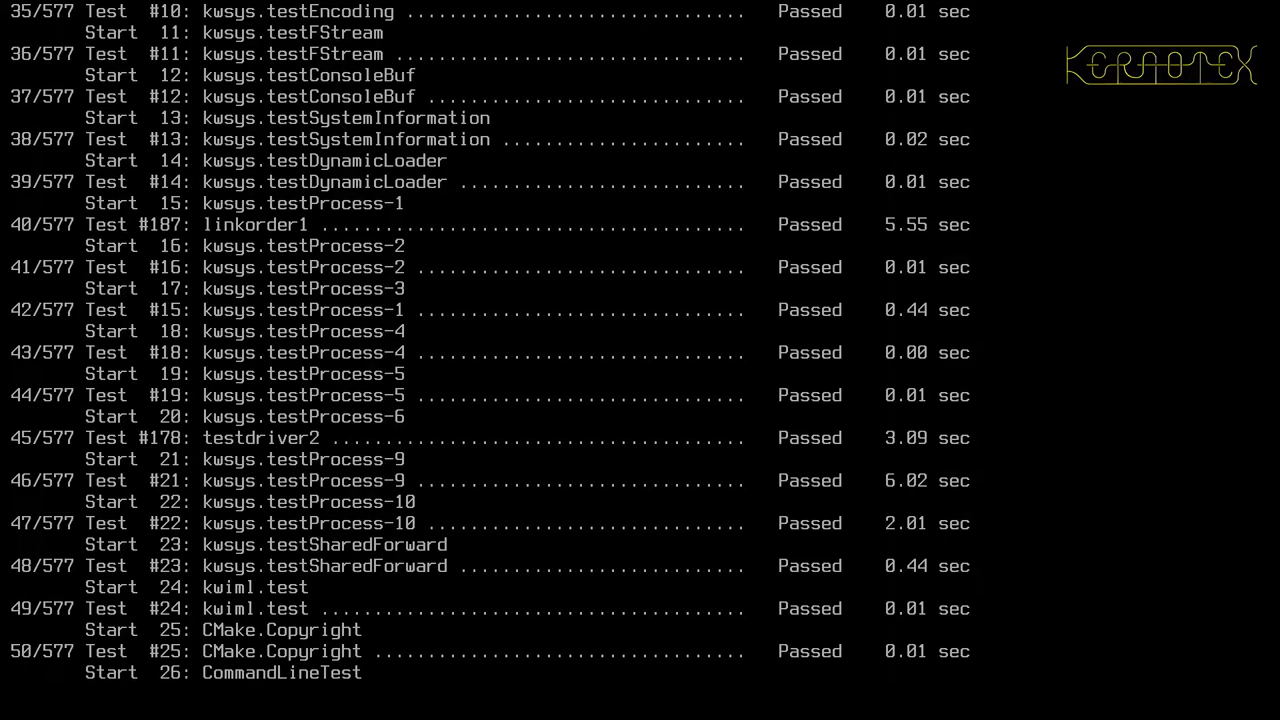 35/577 Test  #10: kwsys.testEncoding ................................   Passed    0.01 sec
       Start  11: kwsys.testFStream
36/577 Test  #11: kwsys.testFStream .................................   Passed    0.01 sec
       Start  12: kwsys.testConsoleBuf
37/577 Test  #12: kwsys.testConsoleBuf ..............................   Passed    0.01 sec
       Start  13: kwsys.testSystemInformation
38/577 Test  #13: kwsys.testSystemInformation .......................   Passed    0.02 sec
       Start  14: kwsys.testDynamicLoader
39/577 Test  #14: kwsys.testDynamicLoader ...........................   Passed    0.01 sec
       Start  15: kwsys.testProcess-1
40/577 Test #187: linkorder1 ........................................   Passed    5.55 sec
       Start  16: kwsys.testProcess-2
41/577 Test  #16: kwsys.testProcess-2 ...............................   Passed    0.01 sec
       Start  17: kwsys.testProcess-3
42/577 Test  #15: kwsys.testProcess-1 ...............................   Passed    0.44 sec
       Start  18: kwsys.testProcess-4
43/577 Test  #18: kwsys.testProcess-4 ...............................   Passed    0.00 sec
       Start  19: kwsys.testProcess-5
44/577 Test  #19: kwsys.testProcess-5 ...............................   Passed    0.01 sec
       Start  20: kwsys.testProcess-6
45/577 Test #178: testdriver2 .......................................   Passed    3.09 sec
       Start  21: kwsys.testProcess-9
46/577 Test  #21: kwsys.testProcess-9 ...............................   Passed    6.02 sec
       Start  22: kwsys.testProcess-10
47/577 Test  #22: kwsys.testProcess-10 ..............................   Passed    2.01 sec
       Start  23: kwsys.testSharedForward
48/577 Test  #23: kwsys.testSharedForward ...........................   Passed    0.44 sec
       Start  24: kwiml.test
49/577 Test  #24: kwiml.test ........................................   Passed    0.01 sec
       Start  25: CMake.Copyright
50/577 Test  #25: CMake.Copyright ...................................   Passed    0.01 sec
       Start  26: CommandLineTest